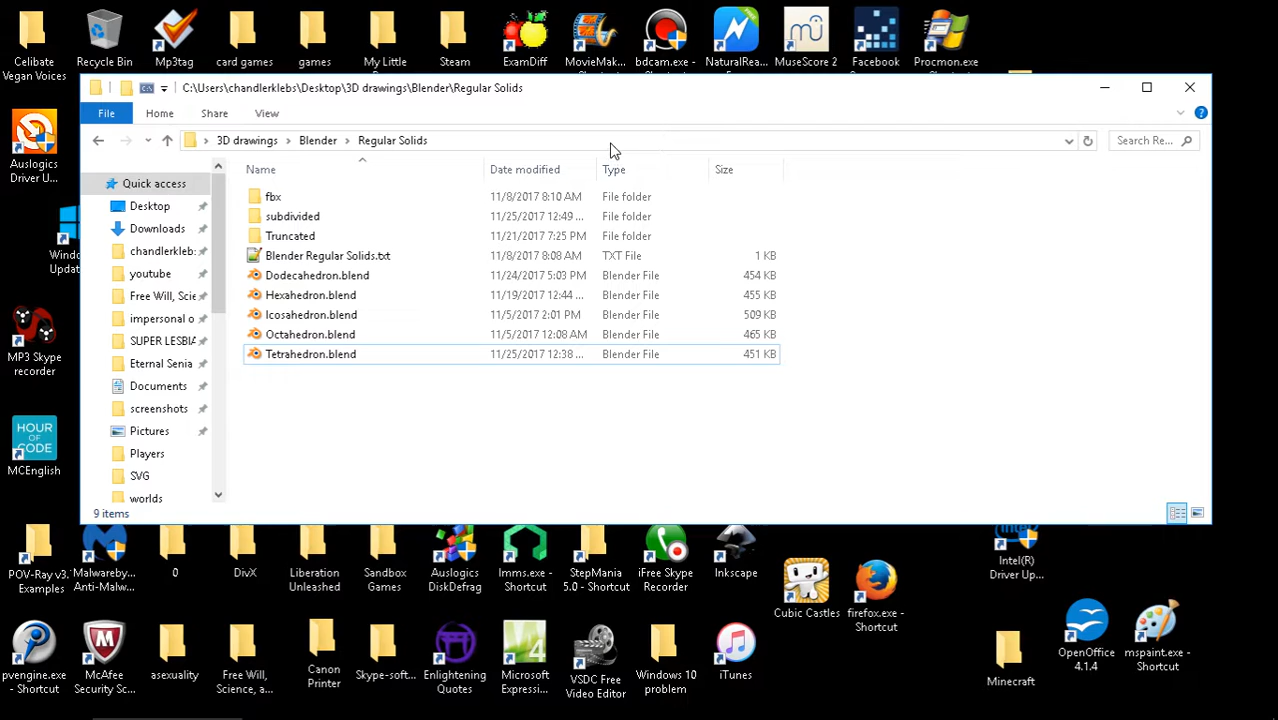 Celibate Vegan Voices
Recycle Bin
Mp3tag
card games
games
My Little
Steam
ExamDiff
MovieMak...
bdcam.exe -
NaturalRea...
MuseScore 2
Facebook
Procmon.exe
C:\Users\chandlerklebs\Desktop\3D drawings\Blender\Regular Solids
File Home Share View
3D drawings Blender Regular Solids
Search Re...
Name Date modified Type Size
fbx 11/8/2017 8:10 AM File folder
subdivided 11/25/2017 12:49 ... File folder
Truncated 11/21/2017 7:25 PM File folder
Blender Regular Solids.txt 11/8/2017 8:08 AM TXT File 1 KB
Dodecahedron.blend 11/24/2017 5:03 PM Blender File 454 KB
Hexahedron.blend 11/19/2017 12:44 ... Blender File 455 KB
Icosahedron.blend 11/5/2017 2:01 PM Blender File 509 KB
Octahedron.blend 11/5/2017 12:08 AM Blender File 465 KB
Tetrahedron.blend 11/25/2017 12:38 ... Blender File 451 KB
Quick access
Desktop
Downloads
chandlerkleb:
youtube
Free Will, Scie
impersonal o
SUPER LESBIA
Eternal Senia
Documents
screenshots
Pictures
Players
SVG
worlds
9 items
Auslogics
Driver U...
Windo
Updat
MP3 Skype
recorder
HOUR
OF
CODE
MCEnglish
POV-Ray v3.
Examples
Malwareby...
Anti-Malw...
0
DivX
Liberation
Unleashed
Sandbox
Games
Auslogics
DiskDefrag
lmms.exe -
Shortcut
StepMania
5.0 - Shortcut
iFree Skype
Recorder
Inkscape
Cubic Castles
firefox.exe -
Shortcut
Intel(R)
Driver Up...
pvengine.exe
- Shortcut
McAfee
Security Sc...
asexuality
Free Will,
Science, a...
Canon
Printer
Skype-soft...
Enlightening
Quotes
Microsoft
Expressi...
VSDC Free
Video Editor
Windows 10
problem
iTunes
Minecraft
OpenOffice
4.1.4
mspaint.exe -
Shortcut